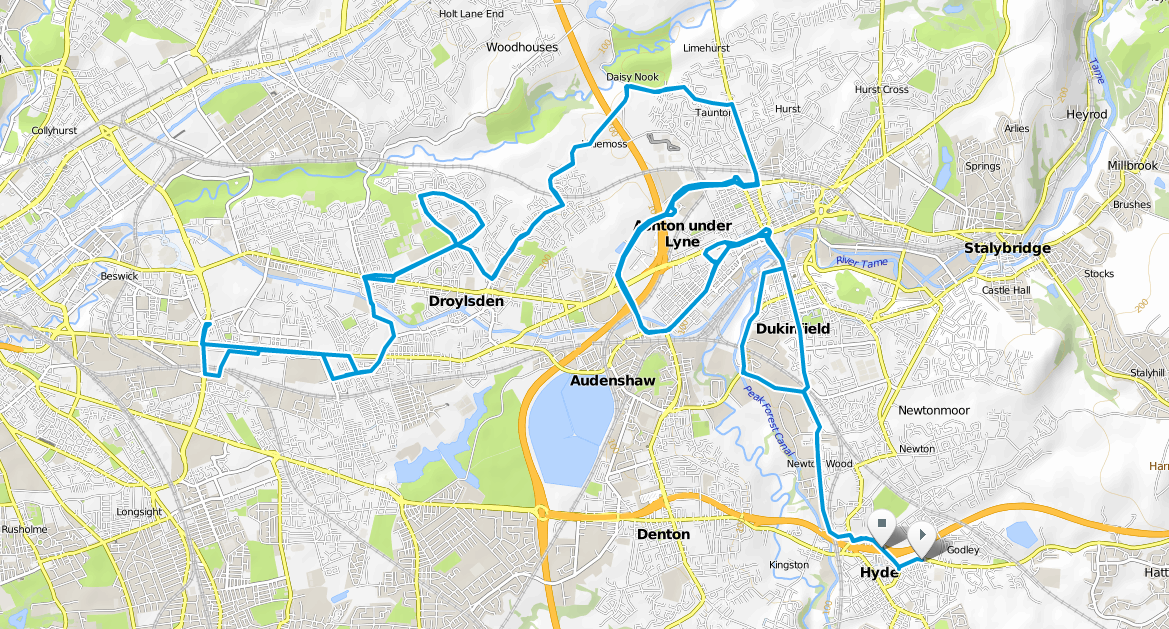 Holt Lane End
Woodhouses
Limehurst
Daisy Nook
Tame
Hurst Cross
Taunton
Hurst
Heyrod
Collyhurst
Arlies
Springs
Millbrook
Brushes
under
Lyne
Stalybridge
River Tame
Beswick
Stocks
Castle Hall
Droylsden
200
Dukinfield
Stalyhill
Audenshaw
Peak Forest Canal
Newtonmoor
Newton
Wood
Longsight
Rusholme
Denton
Godley
Kingston
Hyde